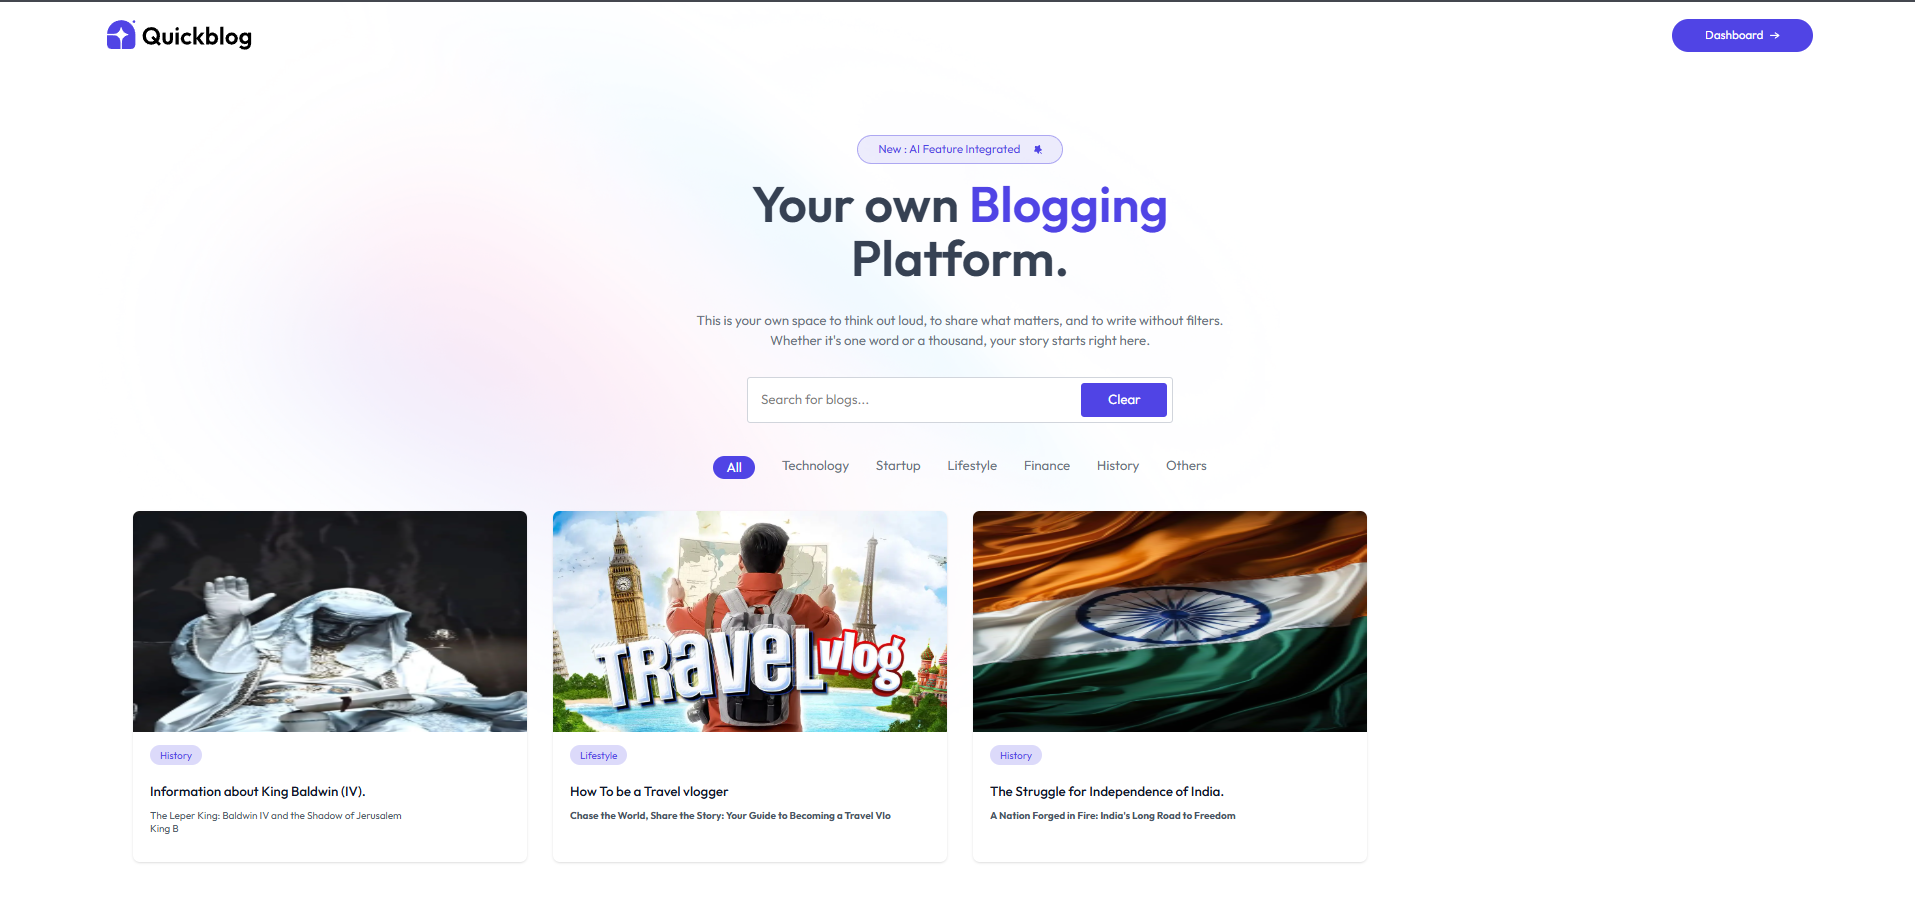 Quickblog
Dashboard →
New : AI Feature Integrated
Your own Blogging
Platform.
This is your own space to think out loud, to share what matters, and to write without filters.
Whether it's one word or a thousand, your story starts right here.
Search for blogs...
Clear
All
Technology
Startup
Lifestyle
Finance
History
Others
TRAVEL vlog
History
Information about King Baldwin (IV).
The Leper King: Baldwin IV and the Shadow of Jerusalem
King B
Lifestyle
How To be a Travel vlogger
Chase the World, Share the Story: Your Guide to Becoming a Travel Vlo
History
The Struggle for Independence of India.
A Nation Forged in Fire: India's Long Road to Freedom